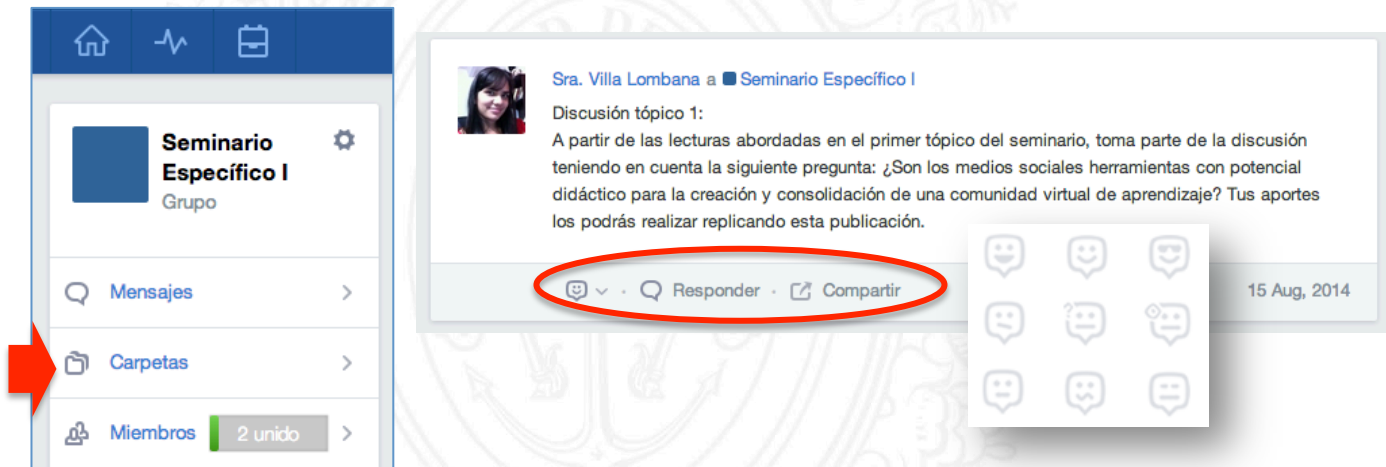 Seminario
Específico I
Grupo
Mensajes
Carpetas
Miembros 2 unido
Sra. Villa Lombana a Seminario Específico I
Discusión tópico 1:
A partir de las lecturas abordadas en el primer tópico del seminario, toma parte de la discusión
teniendo en cuenta la siguiente pregunta: ¿Son los medios sociales herramientas con potencial
didáctico para la creación y consolidación de una comunidad virtual de aprendizaje? Tus aportes
los podrás realizar replicando esta publicación.
· Responder · Compartir
15 Aug, 2014